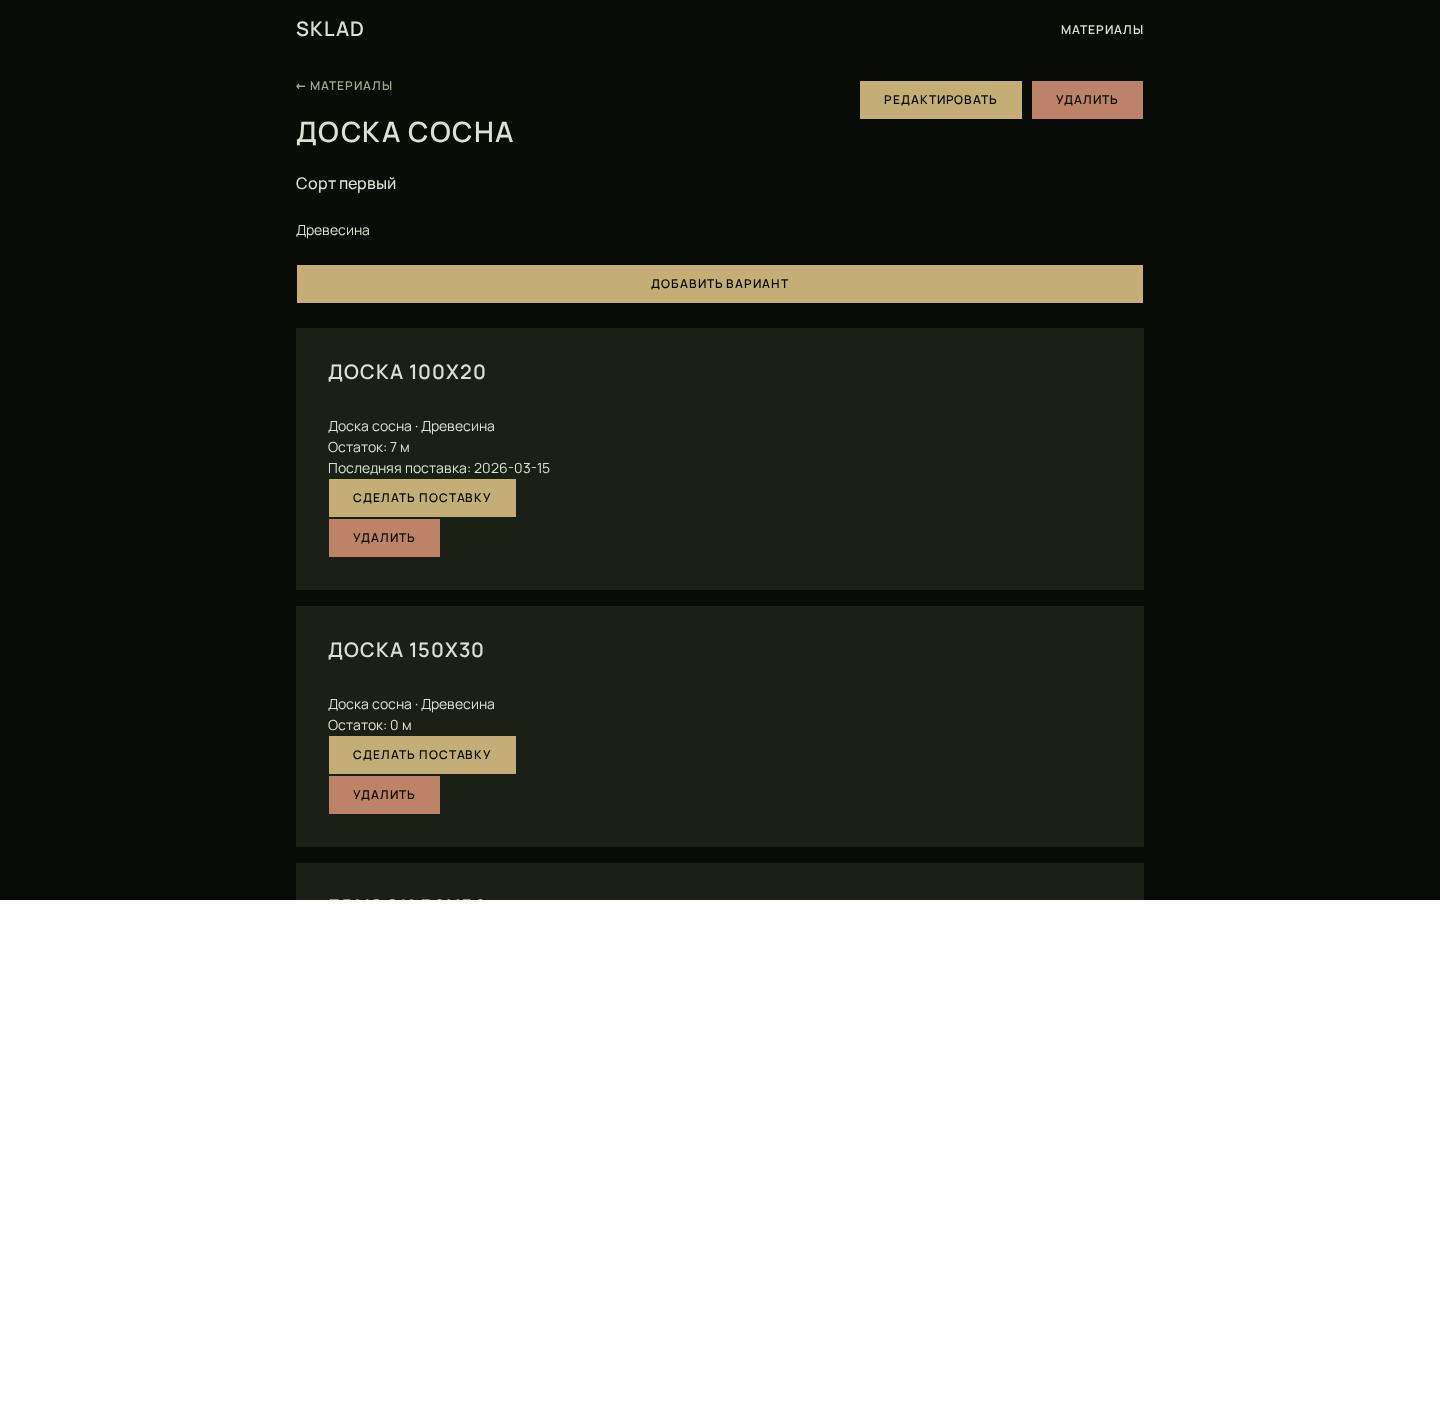 SKLAD
МАТЕРИАЛЫ
← МАТЕРИАЛЫ
РЕДАКТИРОВАТЬ
УДАЛИТЬ
ДОСКА СОСНА
Сорт первый
Древесина
ДОБАВИТЬ ВАРИАНТ
ДОСКА 100X20
Доска сосна · Древесина
Остаток: 7 м
Последняя поставка: 2026-03-15
СДЕЛАТЬ ПОСТАВКУ
УДАЛИТЬ
ДОСКА 150X30
Доска сосна · Древесина
Остаток: 0 м
СДЕЛАТЬ ПОСТАВКУ
УДАЛИТЬ